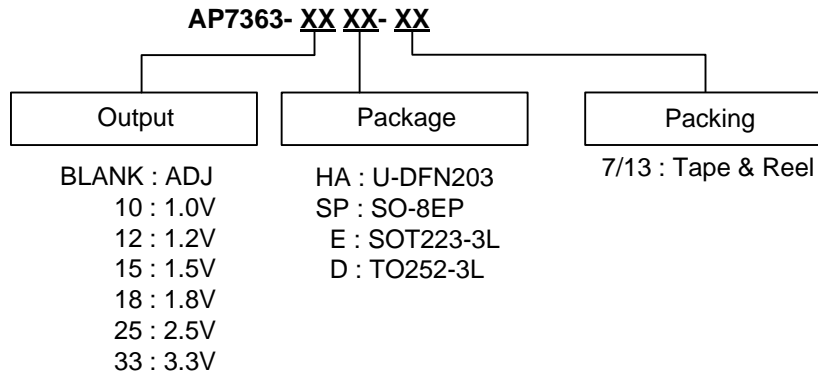 AP7363- XX XX- XX
Output
BLANK : ADJ
10 : 1.0V
12 : 1.2V
15 : 1.5V
18 : 1.8V
25 : 2.5V
33 : 3.3V
Package
HA : U-DFN203
SP : SO-8EP
E : SOT223-3L
D : TO252-3L
Packing
7/13 : Tape & Reel